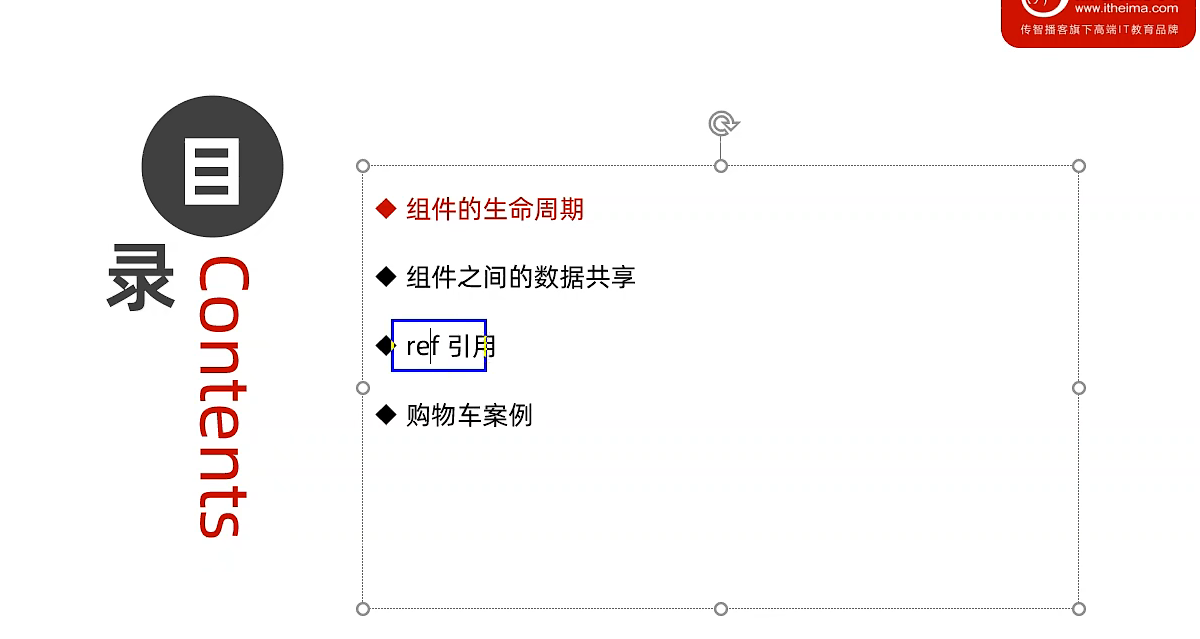 www.itheima.com
传智播客旗下高端IT教育品牌
目录
Contents
组件的生命周期
组件之间的数据共享
ref 引用
购物车案例